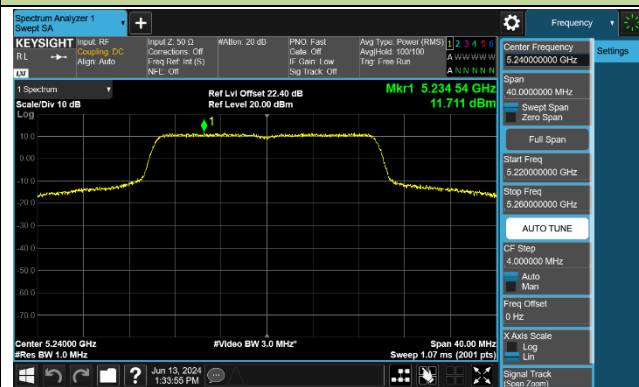 Spectrum Analyzer 1
Swept SA
Frequency
KEYSIGHT
RL
LXI
Input: RF
Coupling: DC
Align: Auto
Input Z: 50 Ω
Corrections: Off
Freq Ref: Int (S)
NFE: Off
#Atten: 20 dB
PNO: Fast
Gate: Off
IF Gain: Low
Sig Track: Off
Avg Type: Power (RMS)
Avg|Hold: 100/100
Trig: Free Run
1 2 3 4 5 6
A W W W W W
A N N N N N
1 Spectrum
Scale/Div 10 dB
Log
Ref Lvl Offset 22.40 dB
Ref Level 20.00 dBm
Mkr1 5.234 54 GHz
11.711 dBm
1
10.0
0.00
-10.0
-20.0
-30.0
-40.0
-50.0
-60.0
-70.0
Center 5.24000 GHz
#Res BW 1.0 MHz
#Video BW 3.0 MHz*
Span 40.00 MHz
Sweep 1.07 ms (2001 pts)
Jun 13, 2024
1:33:55 PM
Center Frequency
5.240000000 GHz
Settings
Span
40.0000000 MHz
Swept Span
Zero Span
Full Span
Start Freq
5.220000000 GHz
Stop Freq
5.260000000 GHz
AUTO TUNE
CF Step
4.000000 MHz
Auto
Man
Freq Offset
0 Hz
X Axis Scale
Log
Lin
Signal Track
(Span Zoom)